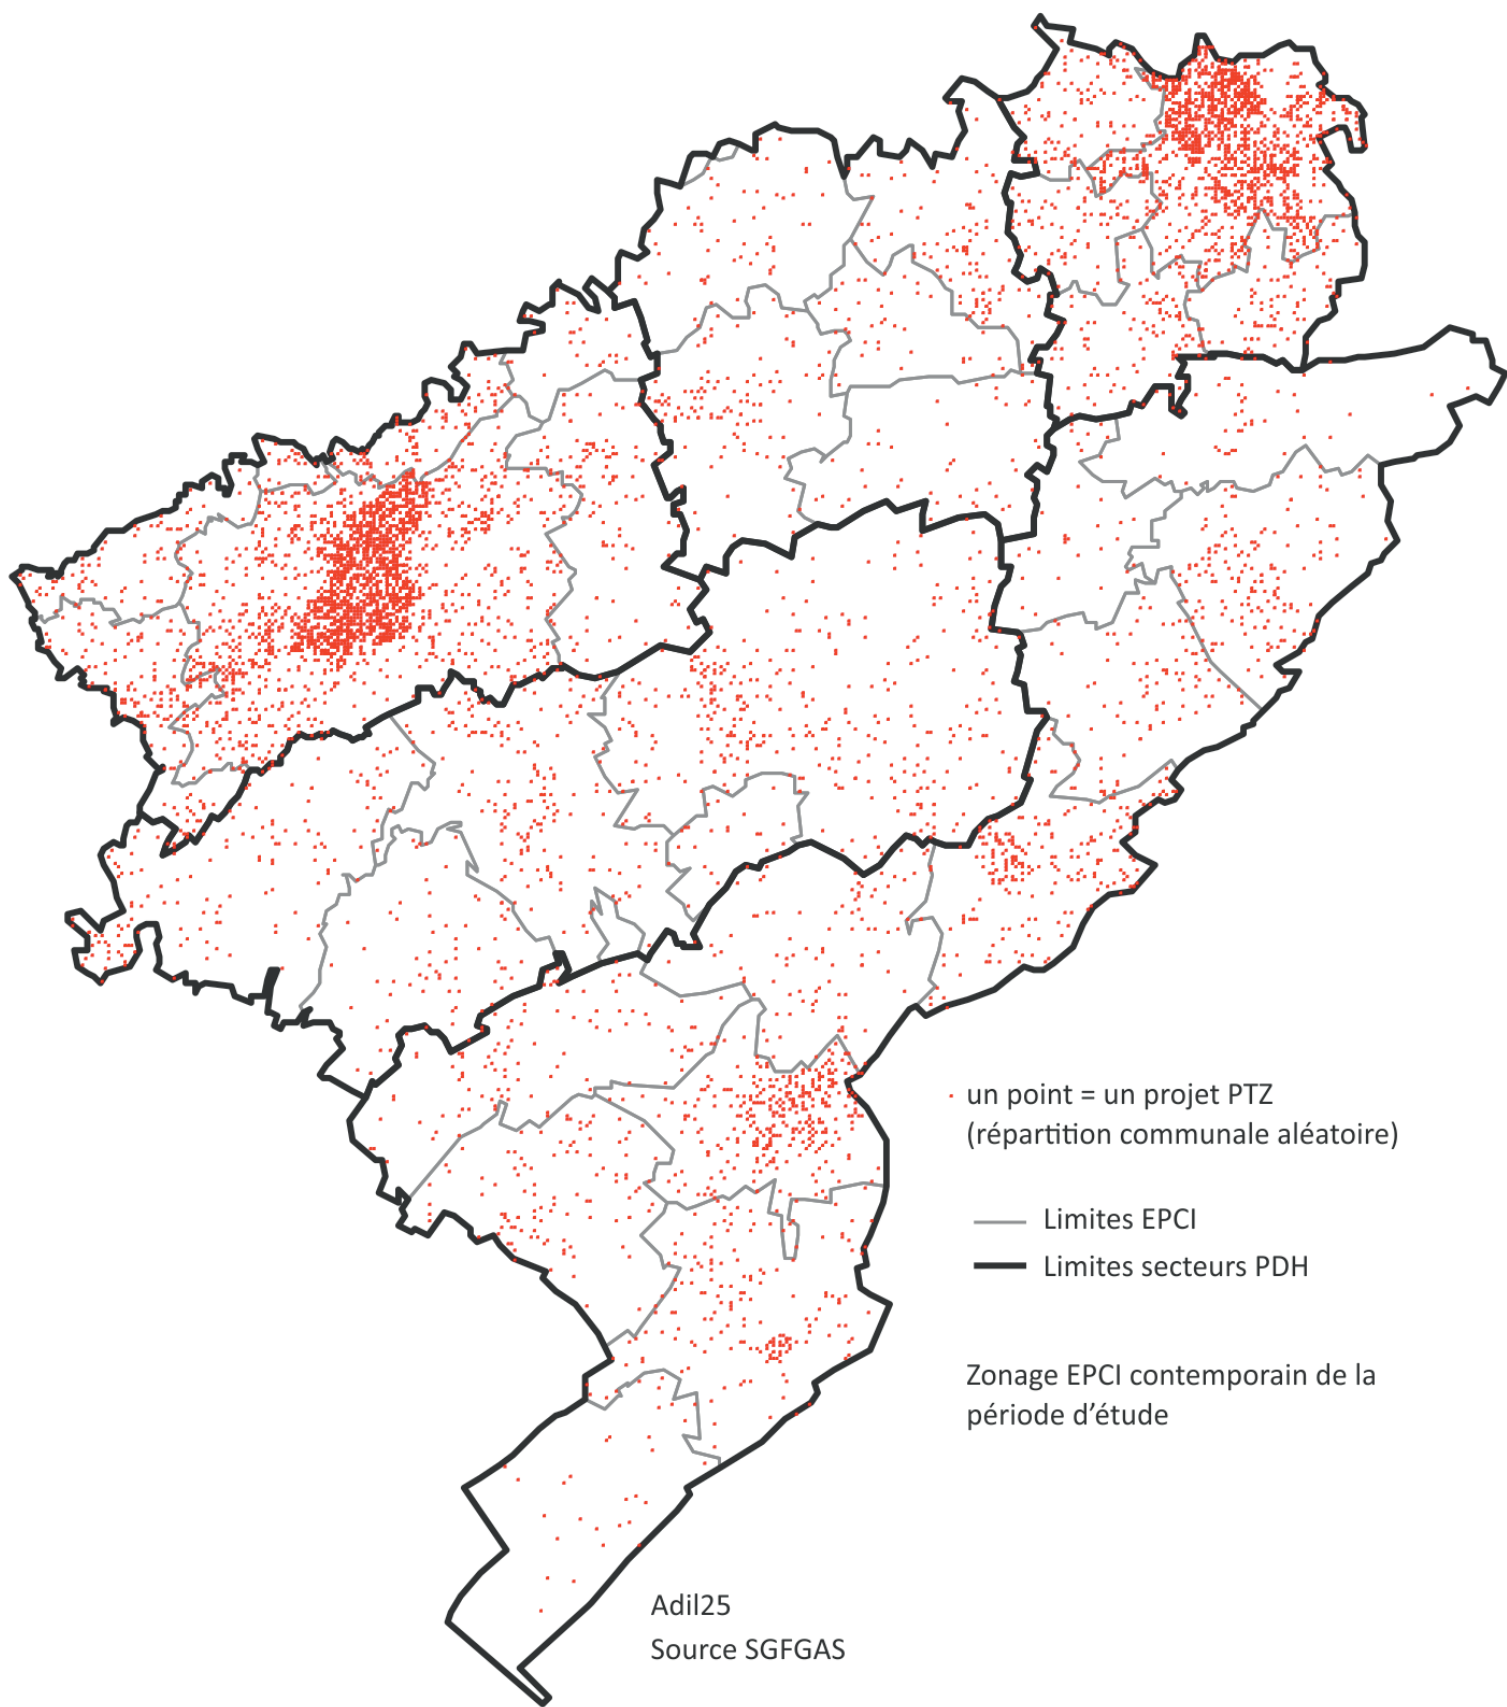 un point = un projet PTZ
(répartition communale aléatoire)
Limites EPCI
Limites secteurs PDH
Zonage EPCI contemporain de la
période d’étude
Adil25
Source SGFGAS